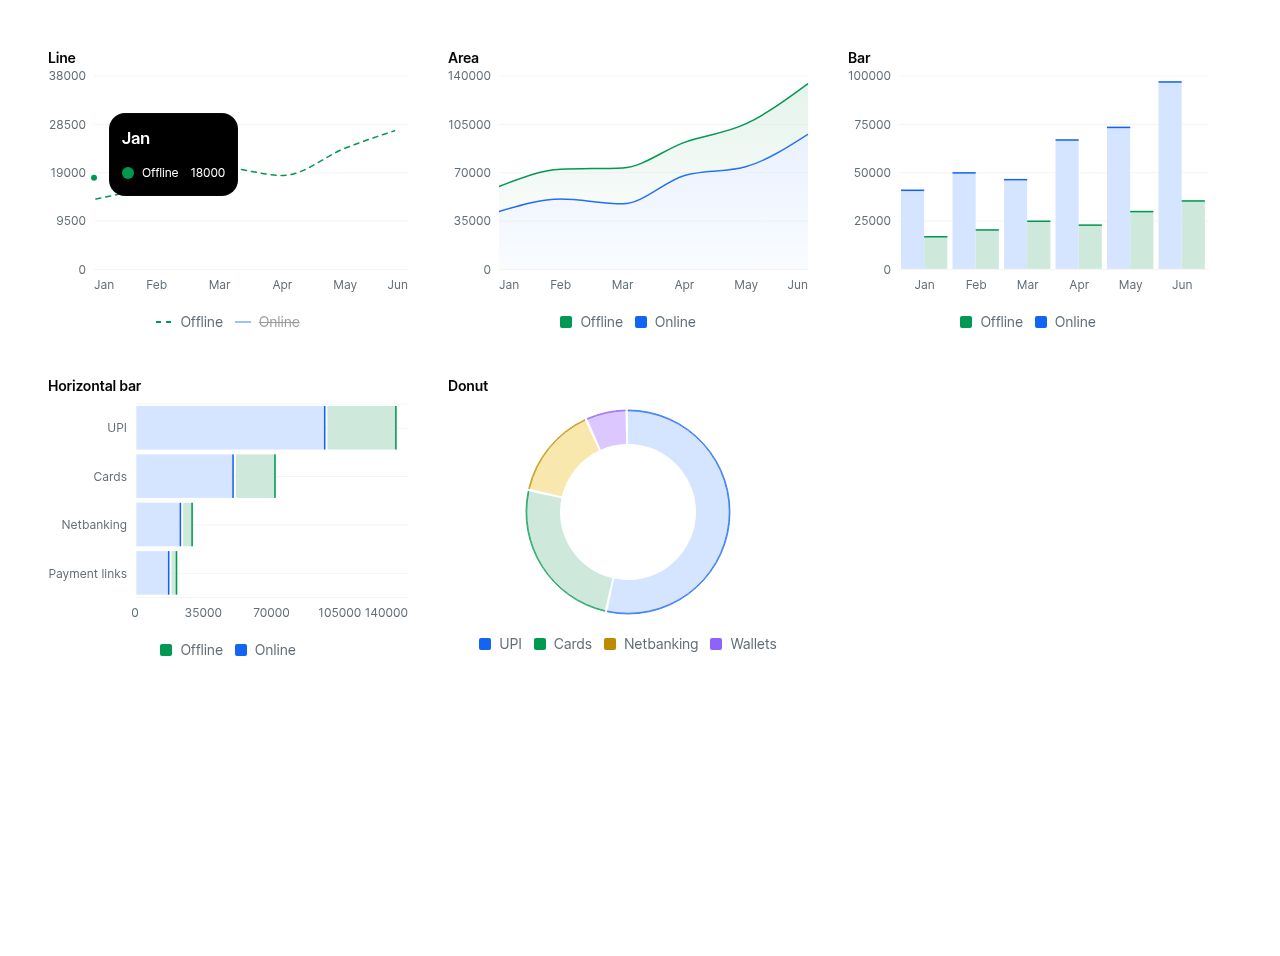 Line
38000
28500
19000
9500
0
Jan
Offline 18000
Jan Feb Mar Apr May Jun
Offline Online
Area
140000
105000
70000
35000
0
Jan Feb Mar Apr May Jun
Offline Online
Bar
100000
75000
50000
25000
0
Jan Feb Mar Apr May Jun
Offline Online
Horizontal bar
UPI
Cards
Netbanking
Payment links
0 35000 70000 105000 140000
Offline Online
Donut
UPI Cards Netbanking Wallets